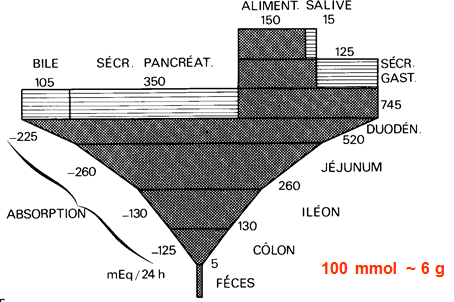 ALIMENT. SALIVE
150 15
BILE SÉCR. PANCRÉAT. 125 SÉCR.
105 350 GAST.
745
-225 DUODÉN.
520
-260 JÉJUNUM
260
ABSORPTION -130 ILÉON
130
-125 CÔLON
5
mEq/24 h 100 mmol ~ 6 g
FÉCES